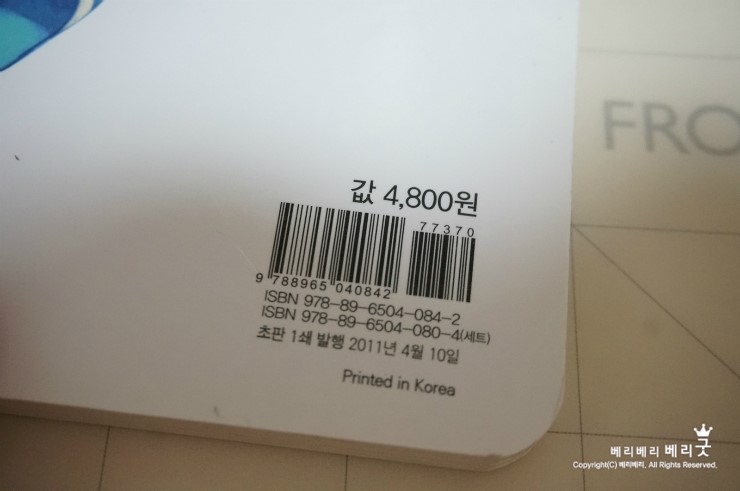 FRO
값 4,800원
77370
9 788965 040842
ISBN 978-89-6504-084-2
ISBN 978-89-6504-080-4(세트)
초판 1쇄 발행 2011년 4월 10일
Printed in Korea
베리베리 베리굿
Copyright(C) 베리베리, All Rights Reserved.